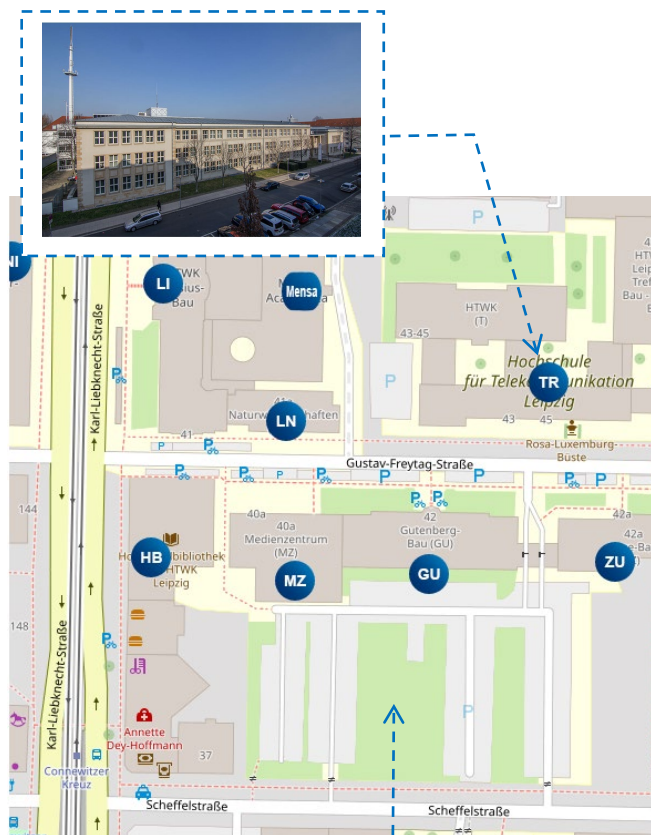 P
LI
HTWK
Mensa
HTWK
(T)
43-45
P
Hochschule
für Telekommunikation
Leipzig
TR
43
45
Rosa-Luxemburg-
Büste
Karl-Liebknecht-Straße
41
LN
Naturwissenschaften
P
P
Gustav-Freytag-Straße
P
P
P
P
P
P
P
P
144
40a
40a
Medienzentrum
(MZ)
MZ
42
Gutenberg-
Bau (GU)
GU
42a
42a
ZU
HB
HTWK
Leipzig
148
Karl-Liebknecht-Straße
P
Annette
Dey-Hoffmann
37
P
Connewitzer
Kreuz
Scheffelstraße
Scheffelstraße